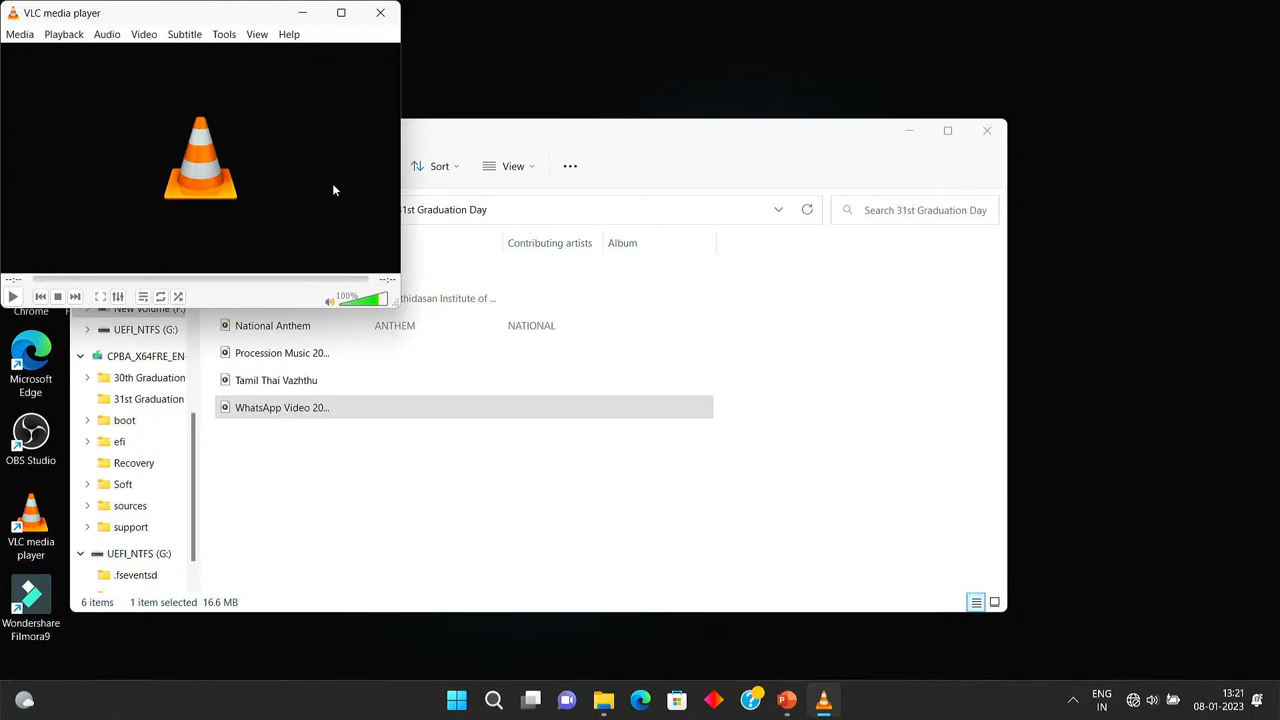 VLC media player
Media Playback Audio Video Subtitle Tools View Help
--:-- --:--
100%
Sort View
31st Graduation Day
Search 31st Graduation Day
Contributing artists Album
thidasan Institute of ...
National Anthem ANTHEM NATIONAL
Procession Music 20...
Tamil Thai Vazhthu
WhatsApp Video 20...
New Volume (F:)
UEFI_NTFS (G:)
CPBA_X64FRE_EN-
30th Graduation
31st Graduation
boot
efi
Recovery
Soft
sources
support
UEFI_NTFS (G:)
.fseventsd
6 items 1 item selected 16.6 MB
Chrome
Microsoft
Edge
OBS Studio
VLC media
player
Wondershare
Filmora9
ENG
IN
13:21
08-01-2023